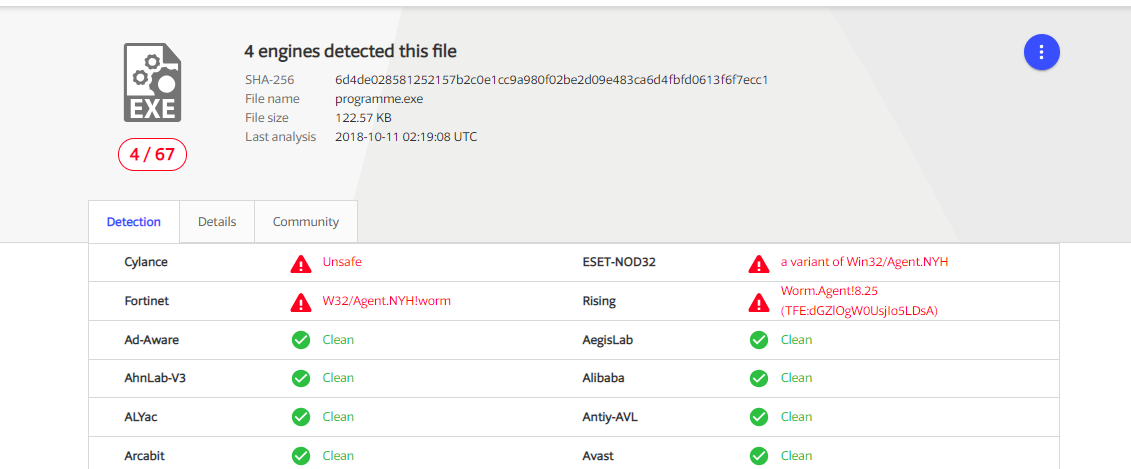 4 engines detected this file
SHA-256 6d4de028581252157b2c0e1cc9a980f02be2d09e483ca6d4fbfd0613f6f7ecc1
File name programme.exe
File size 122.57 KB
Last analysis 2018-10-11 02:19:08 UTC
EXE
4 / 67
Detection Details Community
Cylance Unsafe ESET-NOD32 a variant of Win32/Agent.NYH
Fortinet W32/Agent.NYH!worm Rising Worm.Agent!8.25
(TFE:dGZlOgW0UsjIo5LDsA)
Ad-Aware Clean AegisLab Clean
AhnLab-V3 Clean Alibaba Clean
ALYac Clean Antiy-AVL Clean
Arcabit Clean Avast Clean